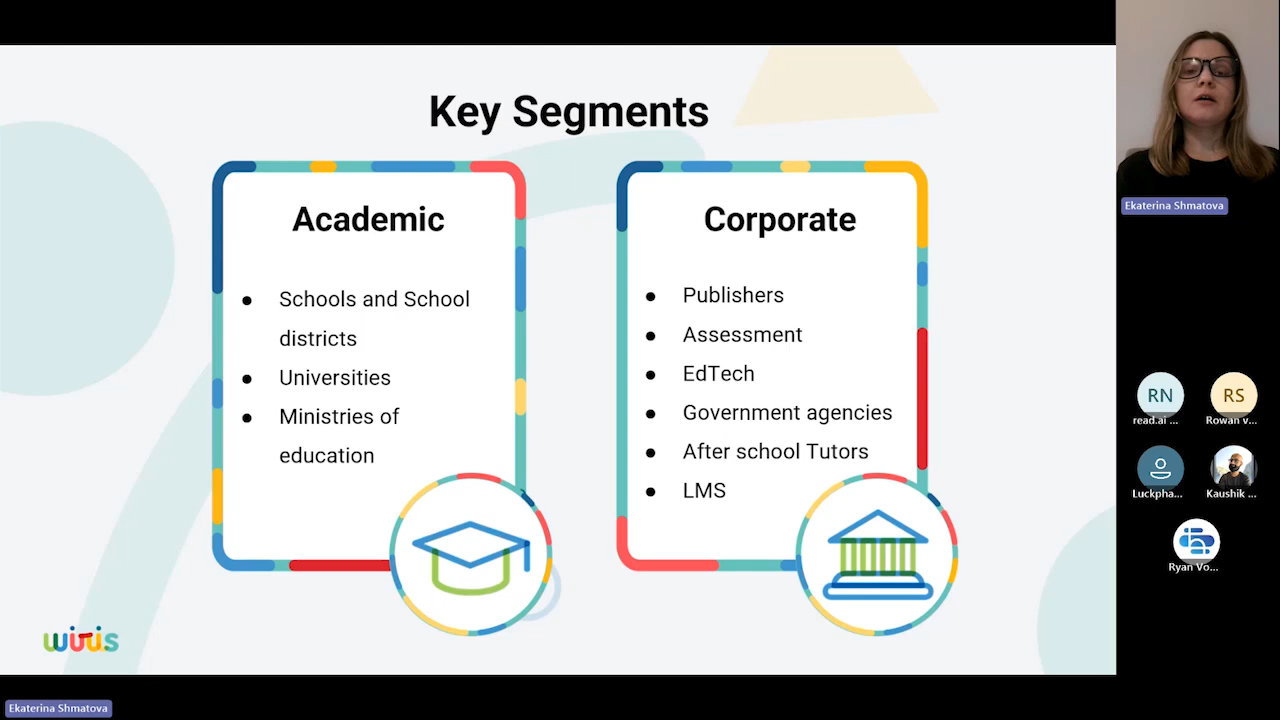 Key Segments
Academic
Schools and School
districts
Universities
Ministries of
education
Corporate
Publishers
Assessment
EdTech
Government agencies
After school Tutors
LMS
wiris
Ekaterina Shmatova
RN
read.ai ...
RS
Rowan v...
Luckpha...
Kaushik ...
Ryan Vo...
Ekaterina Shmatova